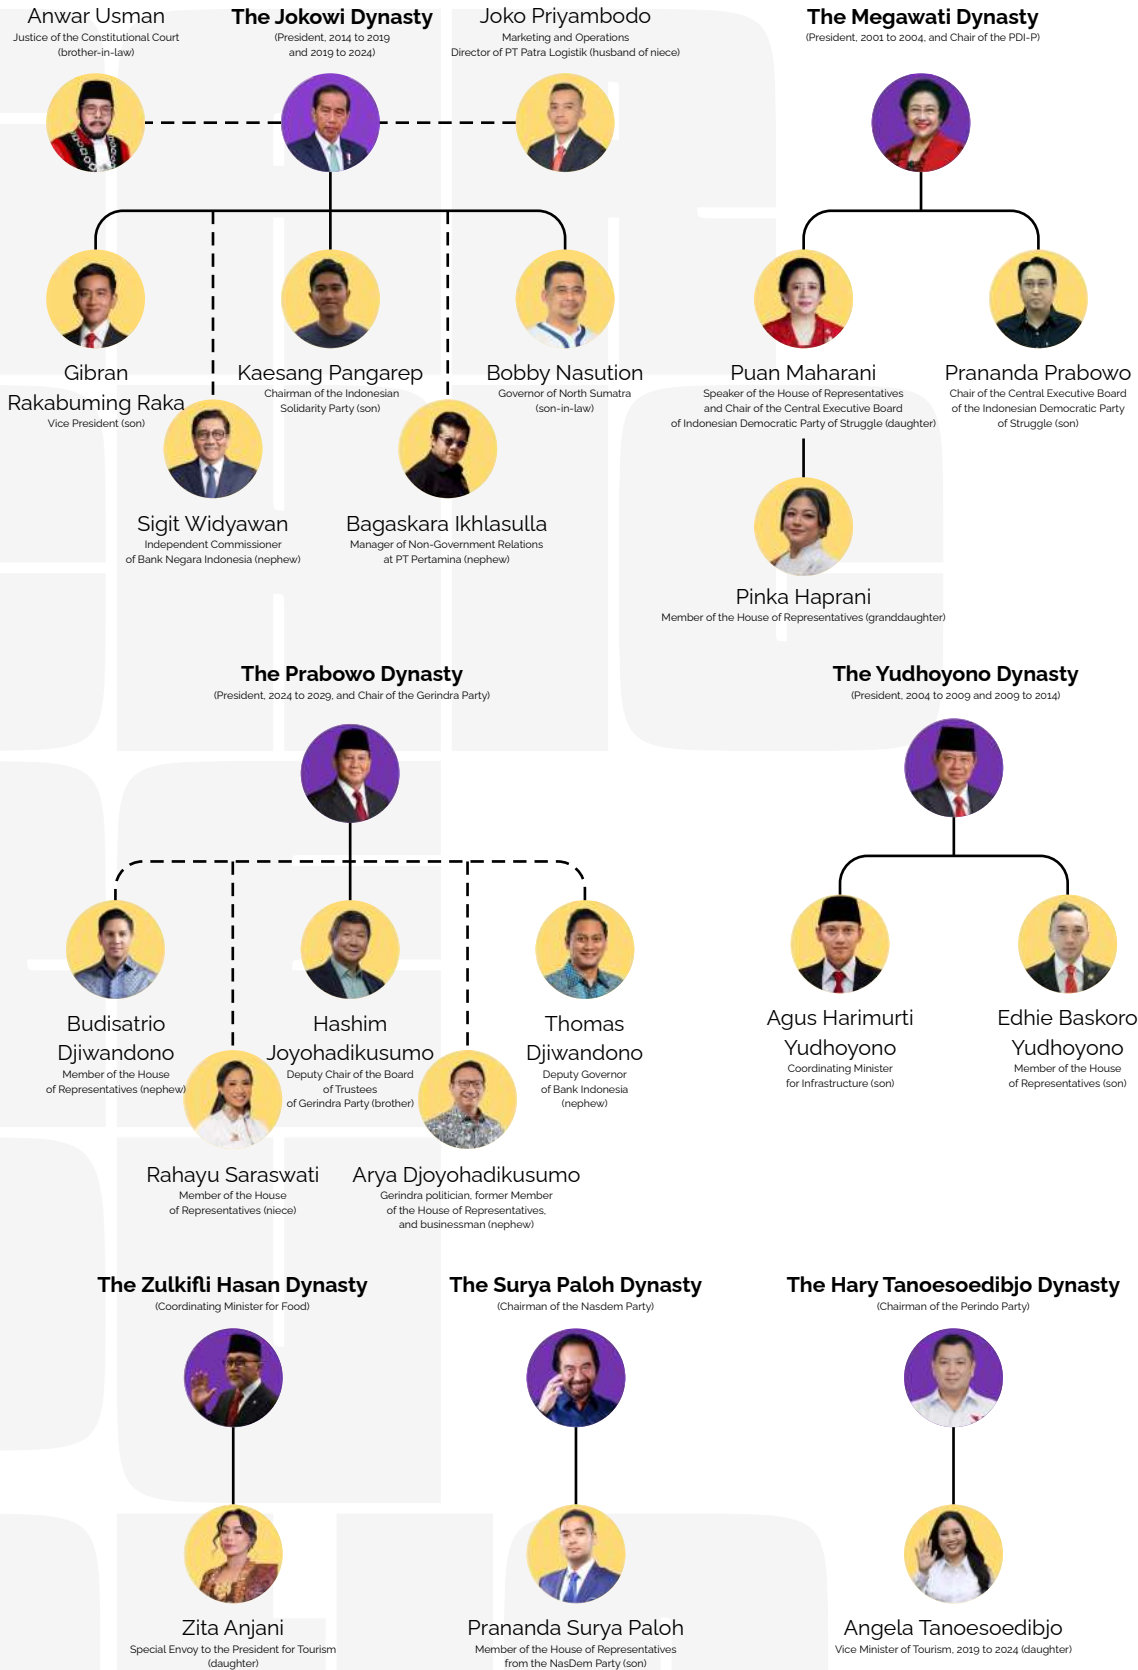 Anwar Usman
Justice of the Constitutional Court
(brother-in-law)
The Jokowi Dynasty
(President, 2014 to 2019
and 2019 to 2024)
Joko Priyambodo
Marketing and Operations
Director of PT Patra Logistik (husband of niece)
The Megawati Dynasty
(President, 2001 to 2004, and Chair of the PDI-P)
Gibran
Rakabuming Raka
Vice President (son)
Kaesang Pangarep
Chairman of the Indonesian
Solidarity Party (son)
Bobby Nasution
Governor of North Sumatra
(son-in-law)
Puan Maharani
Speaker of the House of Representatives
and Chair of the Central Executive Board
of Indonesian Democratic Party of Struggle (daughter)
Prananda Prabowo
Chair of the Central Executive Board
of the Indonesian Democratic Party
of Struggle (son)
Sigit Widyawan
Independent Commissioner
of Bank Negara Indonesia (nephew)
Bagaskara Ikhlasulla
Manager of Non-Government Relations
at PT Pertamina (nephew)
Pinka Haprani
Member of the House of Representatives (granddaughter)
The Prabowo Dynasty
(President, 2024 to 2029, and Chair of the Gerindra Party)
The Yudhoyono Dynasty
(President, 2004 to 2009 and 2009 to 2014)
Budisatrio
Djiwandono
Member of the House
of Representatives (nephew)
Hashim
Joyohadikusumo
Deputy Chair of the Board
of Trustees
of Gerindra Party (brother)
Thomas
Djiwandono
Deputy Governor
of Bank Indonesia
(nephew)
Agus Harimurti
Yudhoyono
Coordinating Minister
for Infrastructure (son)
Edhie Baskoro
Yudhoyono
Member of the House
of Representatives (son)
Rahayu Saraswati
Member of the House
of Representatives (niece)
Arya Djoyohadikusumo
Gerindra politician, former Member
of the House of Representatives,
and businessman (nephew)
The Zulkifli Hasan Dynasty
(Coordinating Minister for Food)
The Surya Paloh Dynasty
(Chairman of the Nasdem Party)
The Hary Tanoesoedibjo Dynasty
(Chairman of the Perindo Party)
Zita Anjani
Special Envoy to the President for Tourism
(daughter)
Prananda Surya Paloh
Member of the House of Representatives
from the NasDem Party (son)
Angela Tanoesoedibjo
Vice Minister of Tourism, 2019 to 2024 (daughter)